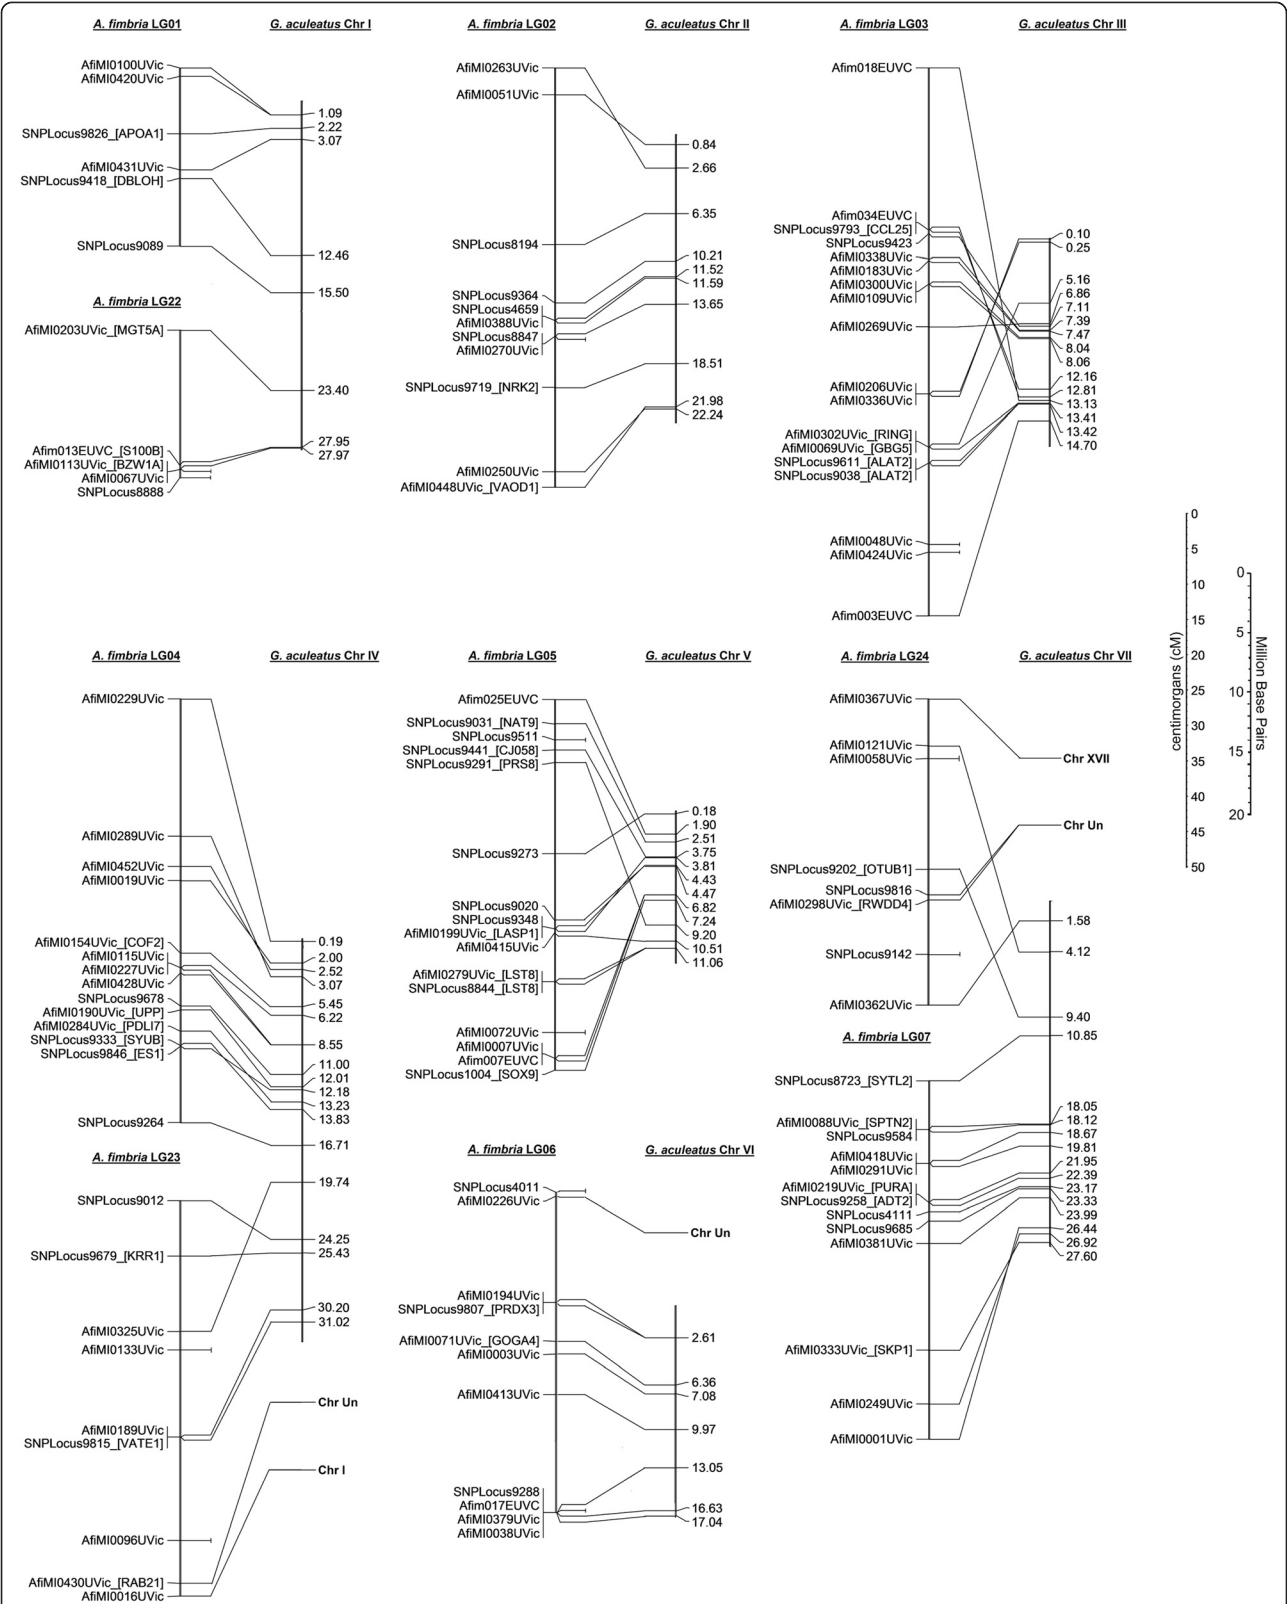 A. fimbria LG01
G. aculeatus Chr I
AfiMI0100UVic
AfiMI0420UVic
SNPLocus9826_[APOA1]
AfiMI0431UVic
SNPLocus9418_[DBLOH]
SNPLocus9089
1.09
2.22
3.07
12.46
15.50
A. fimbria LG22
AfiMI0203UVic_[MGT5A]
Afim013EUVC_[S100B]
AfiMI0113UVic_[BZW1A]
AfiMI0067UVic
SNPLocus8888
23.40
27.95
27.97
A. fimbria LG02
G. aculeatus Chr II
AfiMI0263UVic
AfiMI0051UVic
SNPLocus8194
SNPLocus9364
SNPLocus4659
AfiMI0388UVic
SNPLocus8847
AfiMI0270UVic
SNPLocus9719_[NRK2]
AfiMI0250UVic
AfiMI0448UVic_[VAOD1]
0.84
2.66
6.35
10.21
11.52
11.59
13.65
18.51
21.98
22.24
A. fimbria LG03
G. aculeatus Chr III
Afim018EUVC
Afim034EUVC
SNPLocus9793_[CCL25]
SNPLocus9423
AfiMI0338UVic
AfiMI0183UVic
AfiMI0300UVic
AfiMI0109UVic
AfiMI0269UVic
AfiMI0206UVic
AfiMI0336UVic
AfiMI0302UVic_[RING]
AfiMI0069UVic_[GBG5]
SNPLocus9611_[ALAT2]
SNPLocus9038_[ALAT2]
AfiMI0048UVic
AfiMI0424UVic
Afim003EUVC
0.10
0.25
5.16
6.86
7.11
7.39
7.47
8.04
8.06
12.16
12.81
13.13
13.41
13.42
14.70
0
5
10
15
20
25
30
35
40
45
50
centimorgans (cM)
0
5
10
15
20
Million Base Pairs
A. fimbria LG04
G. aculeatus Chr IV
AfiMI0229UVic
AfiMI0289UVic
AfiMI0452UVic
AfiMI0019UVic
AfiMI0154UVic_[COF2]
AfiMI0115UVic
AfiMI0227UVic
AfiMI0428UVic
SNPLocus9678
AfiMI0190UVic_[UPP]
AfiMI0284UVic_[PDLI7]
SNPLocus9333_[SYUB]
SNPLocus9846_[ES1]
SNPLocus9264
0.19
2.00
2.52
3.07
5.45
6.22
8.55
11.00
12.01
12.18
13.23
13.83
16.71
A. fimbria LG23
SNPLocus9012
SNPLocus9679_[KRR1]
AfiMI0325UVic
AfiMI0133UVic
AfiMI0189UVic
SNPLocus9815_[VATE1]
AfiMI0096UVic
AfiMI0430UVic_[RAB21]
AfiMI0016UVic
19.74
24.25
25.43
30.20
31.02
Chr Un
Chr I
A. fimbria LG05
G. aculeatus Chr V
Afim025EUVC
SNPLocus9031_[NAT9]
SNPLocus9511
SNPLocus9441_[CJ058]
SNPLocus9291_[PRS8]
SNPLocus9273
SNPLocus9020
SNPLocus9348
AfiMI0199UVic_[LASP1]
AfiMI0415UVic
AfiMI0279UVic_[LST8]
SNPLocus8844_[LST8]
AfiMI0072UVic
AfiMI0007UVic
Afim007EUVC
SNPLocus1004_[SOX9]
0.18
1.90
2.51
3.75
3.81
4.43
4.47
6.82
7.24
9.20
10.51
11.06
A. fimbria LG06
G. aculeatus Chr VI
SNPLocus4011
AfiMI0226UVic
AfiMI0194UVic
SNPLocus9807_[PRDX3]
AfiMI0071UVic_[GOGA4]
AfiMI0003UVic
AfiMI0413UVic
SNPLocus9288
Afim017EUVC
AfiMI0379UVic
AfiMI0038UVic
Chr Un
2.61
6.36
7.08
9.97
13.05
16.63
17.04
A. fimbria LG24
G. aculeatus Chr VII
AfiMI0367UVic
AfiMI0121UVic
AfiMI0058UVic
SNPLocus9202_[OTUB1]
SNPLocus9816
AfiMI0298UVic_[RWDD4]
SNPLocus9142
AfiMI0362UVic
Chr XVII
Chr Un
1.58
4.12
9.40
10.85
A. fimbria LG07
SNPLocus8723_[SYTL2]
AfiMI0088UVic_[SPTN2]
SNPLocus9584
AfiMI0418UVic
AfiMI0291UVic
AfiMI0219UVic_[PURA]
SNPLocus9258_[ADT2]
SNPLocus4111
SNPLocus9685
AfiMI0381UVic
AfiMI0333UVic_[SKP1]
AfiMI0249UVic
AfiMI0001UVic
18.05
18.12
18.67
19.81
21.95
22.39
23.17
23.33
23.99
26.44
26.92
27.60